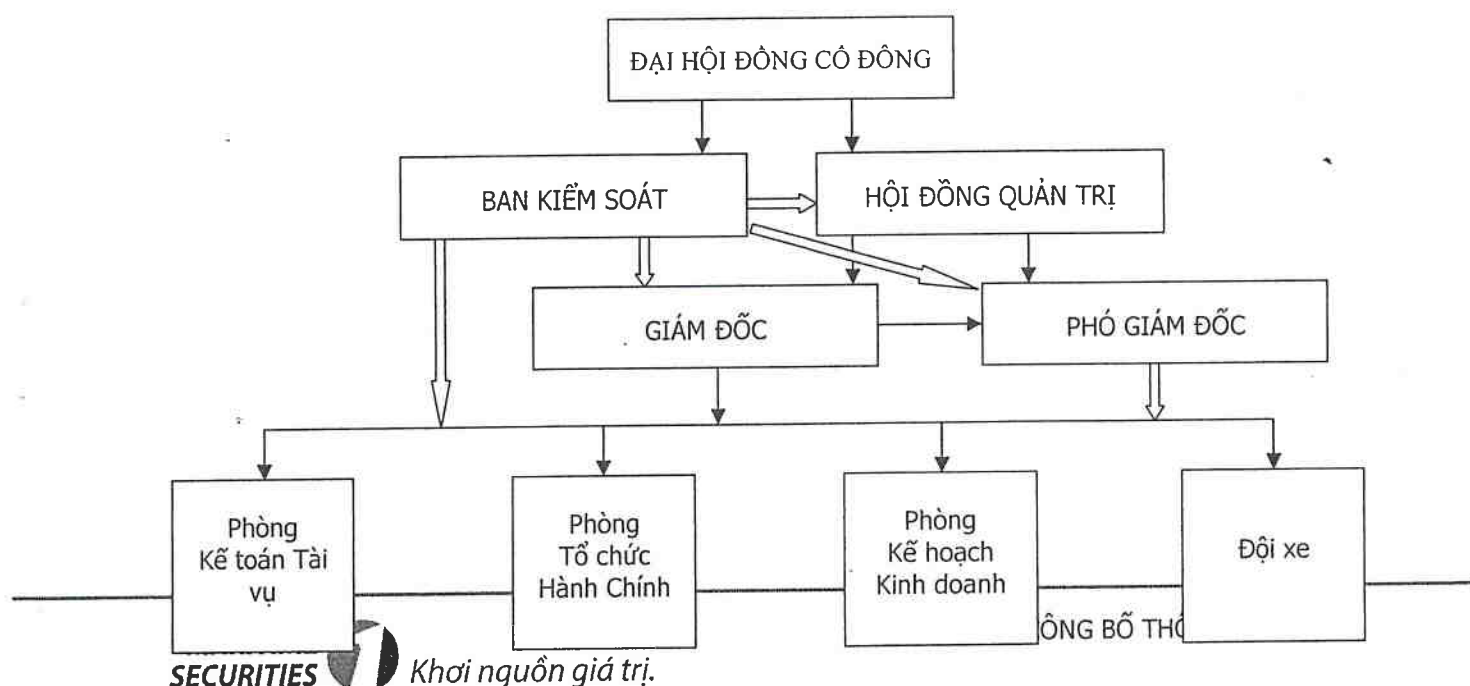 ĐẠI HỘI ĐỒNG CỔ ĐÔNG
BAN KIỂM SOÁT
HỘI ĐỒNG QUẢN TRỊ
GIÁM ĐỐC
PHÓ GIÁM ĐỐC
Phòng
Kế toán Tài
vụ
Phòng
Tổ chức
Hành Chính
Phòng
Kế hoạch
Kinh doanh
Đội xe
BỐ
SECURITIES Khơi nguồn giá trị.